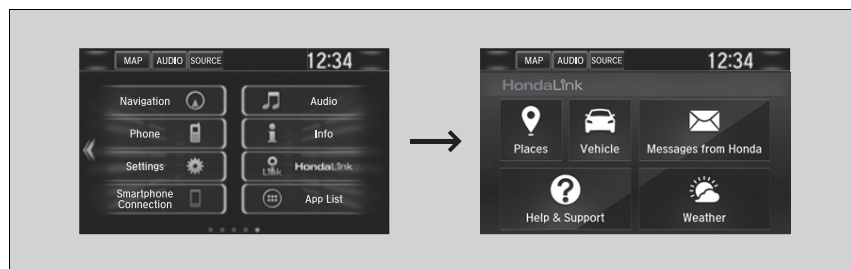 MAP AUDIO SOURCE 12:34
Navigation
Audio
Phone
Info
Settings
Link HondaLink
Smartphone
Connection
App List
MAP AUDIO SOURCE 12:34
HondaLink
Places
Vehicle
Messages from Honda
Help & Support
Weather